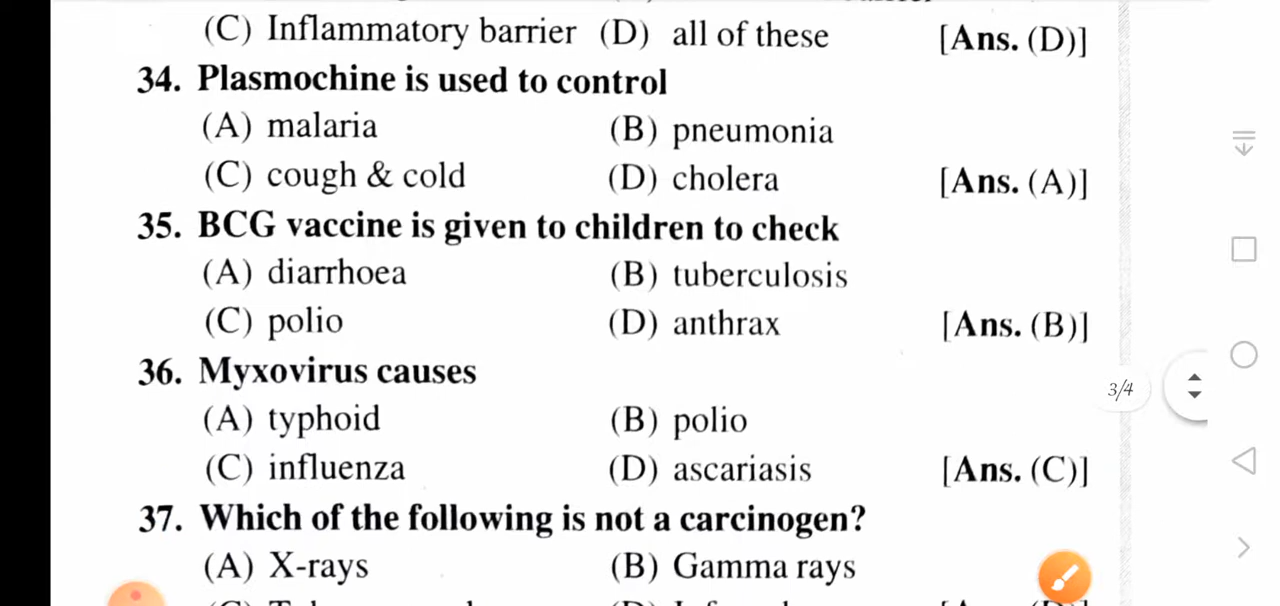 (C) Inflammatory barrier (D) all of these [Ans. (D)]
34. Plasmochine is used to control
(A) malaria (B) pneumonia
(C) cough & cold (D) cholera [Ans. (A)]
35. BCG vaccine is given to children to check
(A) diarrhoea (B) tuberculosis
(C) polio (D) anthrax [Ans. (B)]
36. Myxovirus causes
(A) typhoid (B) polio
3/4
(C) influenza (D) ascariasis [Ans. (C)]
37. Which of the following is not a carcinogen?
(A) X-rays (B) Gamma rays